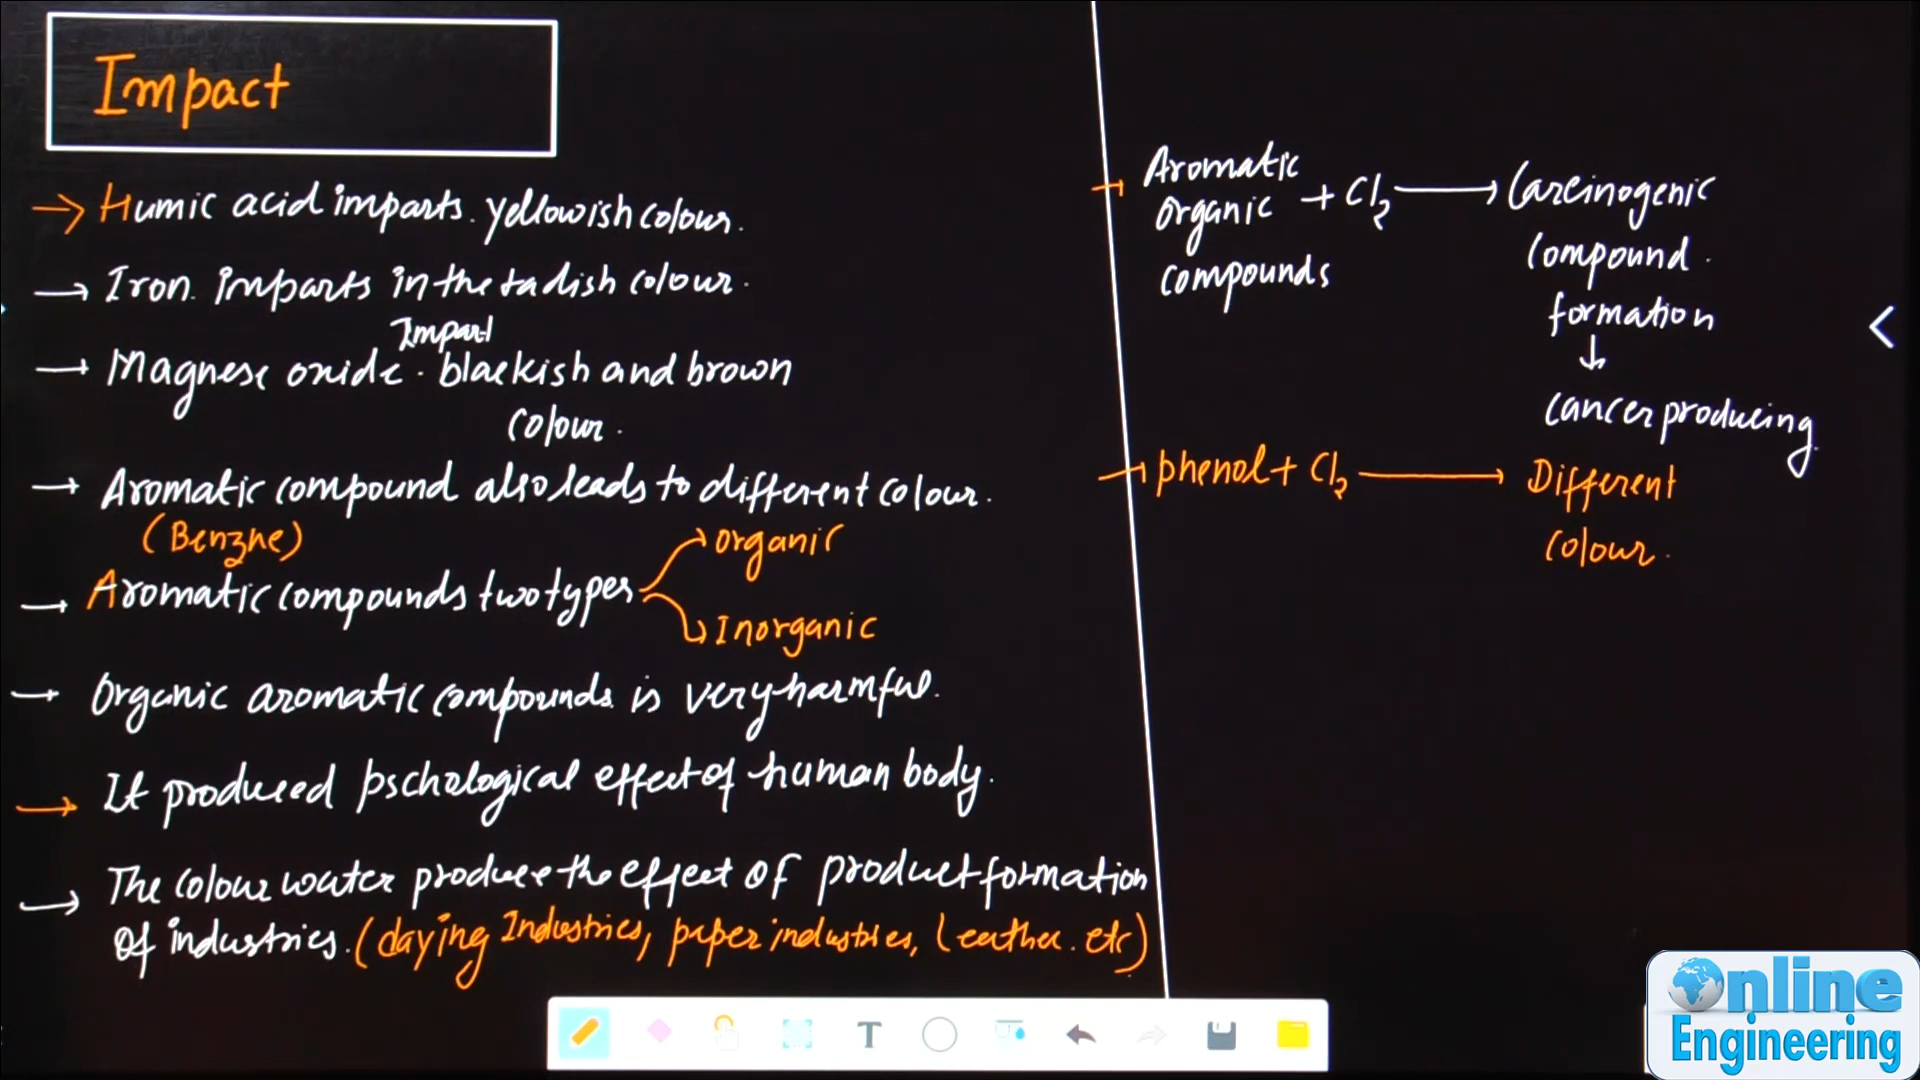 Impact
→ Humic acid imparts. yellowish colour.
→ Iron. imparts in the radish colour.
Impart
→ Magnese oxide. blackish and brown
colour.
→ Aromatic compound also leads to different colour.
(Benzne)
→ Aromatic compounds two types
→ organic
→ Inorganic
→ Organic aromatic compounds. is very harmful.
→ It produced pschological effect of human body.
→ The colour water produce the effect of product formation
of industries. (daying Industries, paper industries, Leather. etc)
→ Aromatic
organic + Cl2 → Carcinogenic
compounds
compound.
formation
↓
cancer producing.
→ phenol + Cl2 → Different
colour.
<
T
Online
Engineering